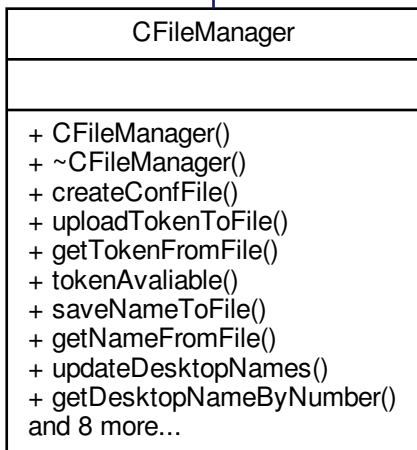 CFileManager
+ CFileManager()
+ ~CFileManager()
+ createConfFile()
+ uploadTokenToFile()
+ getTokenFromFile()
+ tokenAvaliable()
+ saveNameToFile()
+ getNameFromFile()
+ updateDesktopNames()
+ getDesktopNameByNumber()
and 8 more...